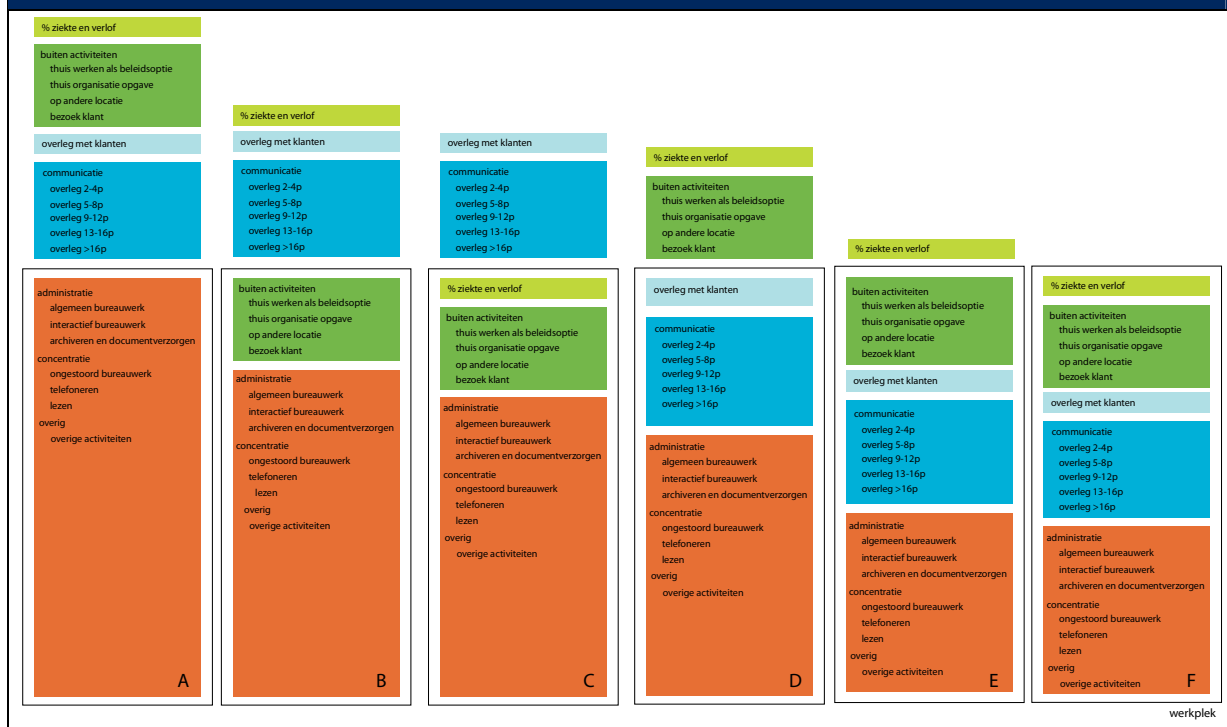 % ziekte en verlof
buiten activiteiten
thuis werken als beleidsoptie
thuis organisatie opgave
op andere locatie
bezoek klant
overleg met klanten
communicatie
overleg 2-4p
overleg 5-8p
overleg 9-12p
overleg 13-16p
overleg >16p
administratie
algemeen bureauwerk
interactief bureauwerk
archiveren en documentverzorgen
concentratie
ongestoord bureauwerk
telefoneren
lezen
overig
overige activiteiten
A
% ziekte en verlof
overleg met klanten
communicatie
overleg 2-4p
overleg 5-8p
overleg 9-12p
overleg 13-16p
overleg >16p
buiten activiteiten
thuis werken als beleidsoptie
thuis organisatie opgave
op andere locatie
bezoek klant
administratie
algemeen bureauwerk
interactief bureauwerk
archiveren en documentverzorgen
concentratie
ongestoord bureauwerk
telefoneren
lezen
overig
overige activiteiten
B
overleg met klanten
communicatie
overleg 2-4p
overleg 5-8p
overleg 9-12p
overleg 13-16p
overleg >16p
% ziekte en verlof
buiten activiteiten
thuis werken als beleidsoptie
thuis organisatie opgave
op andere locatie
bezoek klant
administratie
algemeen bureauwerk
interactief bureauwerk
archiveren en documentverzorgen
concentratie
ongestoord bureauwerk
telefoneren
lezen
overig
overige activiteiten
C
% ziekte en verlof
buiten activiteiten
thuis werken als beleidsoptie
thuis organisatie opgave
op andere locatie
bezoek klant
overleg met klanten
communicatie
overleg 2-4p
overleg 5-8p
overleg 9-12p
overleg 13-16p
overleg >16p
administratie
algemeen bureauwerk
interactief bureauwerk
archiveren en documentverzorgen
concentratie
ongestoord bureauwerk
telefoneren
lezen
overig
overige activiteiten
D
% ziekte en verlof
buiten activiteiten
thuis werken als beleidsoptie
thuis organisatie opgave
op andere locatie
bezoek klant
overleg met klanten
communicatie
overleg 2-4p
overleg 5-8p
overleg 9-12p
overleg 13-16p
overleg >16p
administratie
algemeen bureauwerk
interactief bureauwerk
archiveren en documentverzorgen
concentratie
ongestoord bureauwerk
telefoneren
lezen
overig
overige activiteiten
E
% ziekte en verlof
buiten activiteiten
thuis werken als beleidsoptie
thuis organisatie opgave
op andere locatie
bezoek klant
overleg met klanten
communicatie
overleg 2-4p
overleg 5-8p
overleg 9-12p
overleg 13-16p
overleg >16p
administratie
algemeen bureauwerk
interactief bureauwerk
archiveren en documentverzorgen
concentratie
ongestoord bureauwerk
telefoneren
lezen
overig
overige activiteiten
F
werkplek